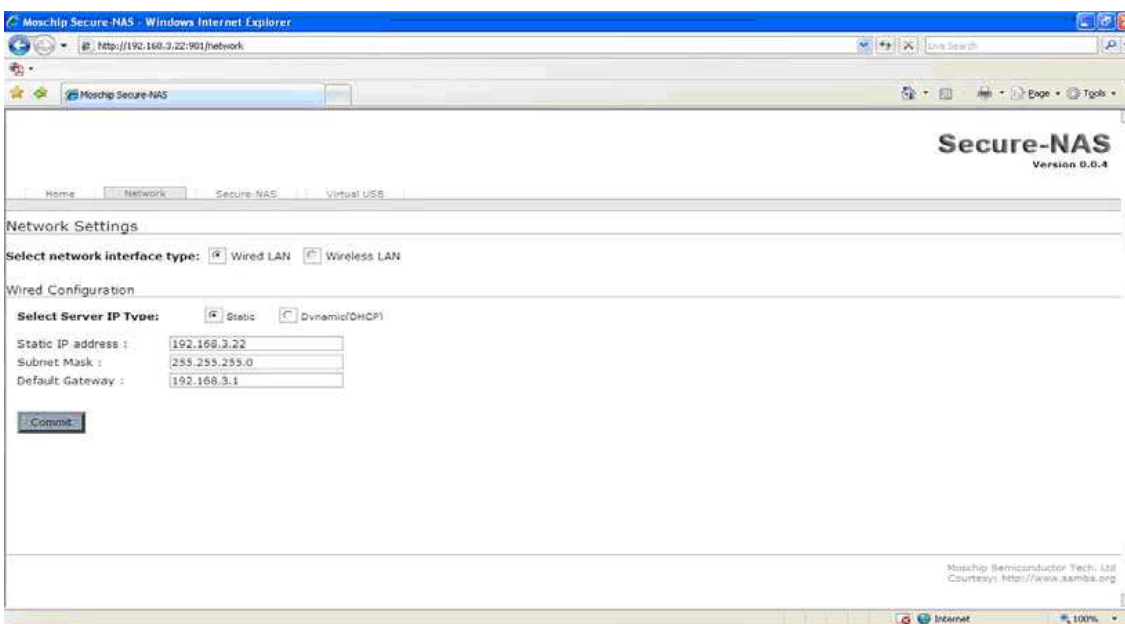 Moschip Secure-NAS - Windows Internet Explorer
http://192.168.3.22:901/network
Live Search
Moschip Secure-NAS
Page Tools
Secure-NAS
Version 0.0.4
Home Network Secure-NAS Virtual USB
Network Settings
Select network interface type: Wired LAN Wireless LAN
Wired Configuration
Select Server IP Type: Static Dynamic(DHCP)
Static IP address : 192.168.3.22
Subnet Mask : 255.255.255.0
Default Gateway : 192.168.3.1
Commit
Moschip Semiconductor Tech. Ltd
Courtesy: http://www.samba.org
Internet 100%